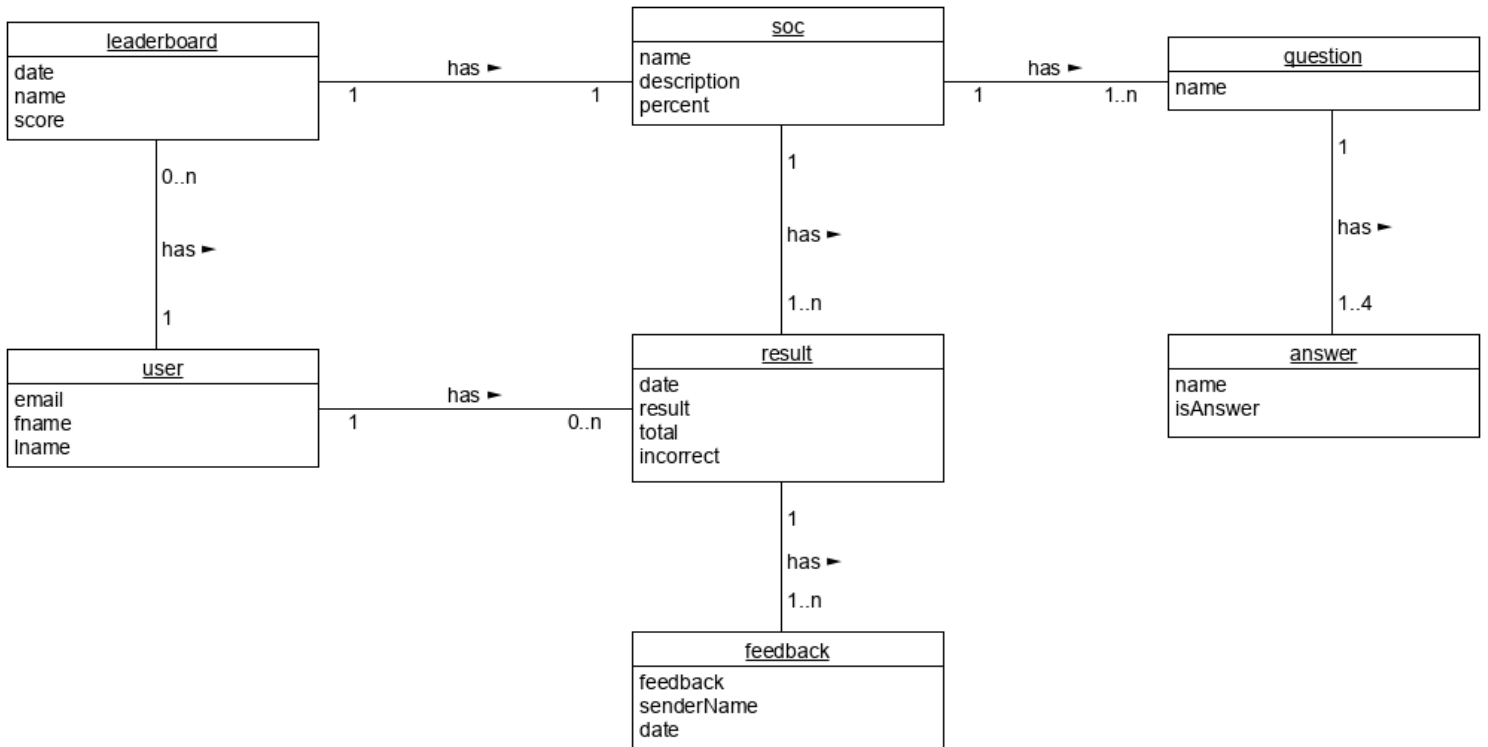 leaderboard
date
name
score
has ►
1
1
soc
name
description
percent
has ►
1
1..n
question
name
0..n
has ►
1
1
has ►
1..n
1
has ►
1..4
user
email
fname
lname
has ►
1
0..n
result
date
result
total
incorrect
answer
name
isAnswer
1
has ►
1..n
feedback
feedback
senderName
date